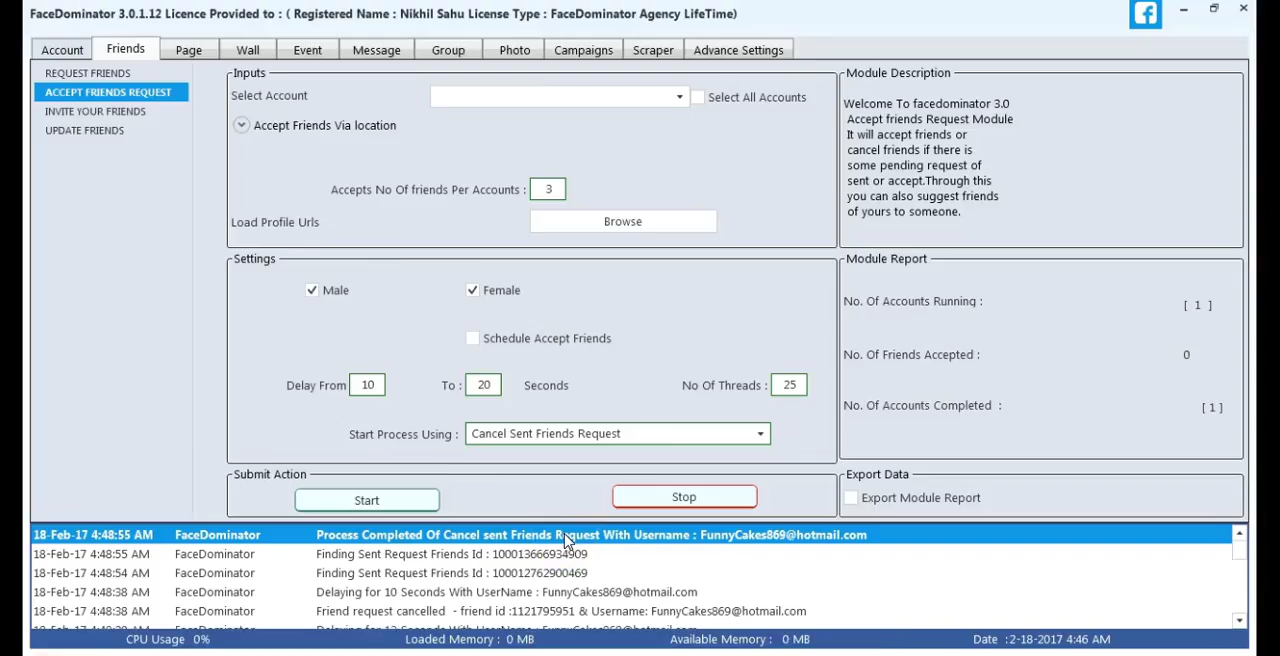 FaceDominator 3.0.1.12 Licence Provided to : ( Registered Name : Nikhil Sahu License Type : FaceDominator Agency LifeTime)
Account Friends Page Wall Event Message Group Photo Campaigns Scraper Advance Settings
REQUEST FRIENDS
ACCEPT FRIENDS REQUEST
INVITE YOUR FRIENDS
UPDATE FRIENDS
Inputs
Select Account
Select All Accounts
Accept Friends Via location
Accepts No Of friends Per Accounts : 3
Load Profile Urls Browse
Settings
Male Female
Schedule Accept Friends
Delay From 10 To : 20 Seconds No Of Threads : 25
Start Process Using : Cancel Sent Friends Request
Submit Action
Start Stop
Module Description
Welcome To facedominator 3.0
Accept friends Request Module
It will accept friends or
cancel friends if there is
some pending request of
sent or accept.Through this
you can also suggest friends
of yours to someone.
Module Report
No. Of Accounts Running : [ 1 ]
No. Of Friends Accepted : 0
No. Of Accounts Completed : [ 1 ]
Export Data
Export Module Report
18-Feb-17 4:48:55 AM FaceDominator Process Completed Of Cancel sent Friends Request With Username : FunnyCakes869@hotmail.com
18-Feb-17 4:48:55 AM FaceDominator Finding Sent Request Friends Id : 100013666934909
18-Feb-17 4:48:54 AM FaceDominator Finding Sent Request Friends Id : 100012762900469
18-Feb-17 4:48:38 AM FaceDominator Delaying for 10 Seconds With UserName : FunnyCakes869@hotmail.com
18-Feb-17 4:48:38 AM FaceDominator Friend request cancelled - friend id :1121795951 & Username: FunnyCakes869@hotmail.com
CPU Usage 0% Loaded Memory : 0 MB Available Memory : 0 MB Date :2-18-2017 4:46 AM